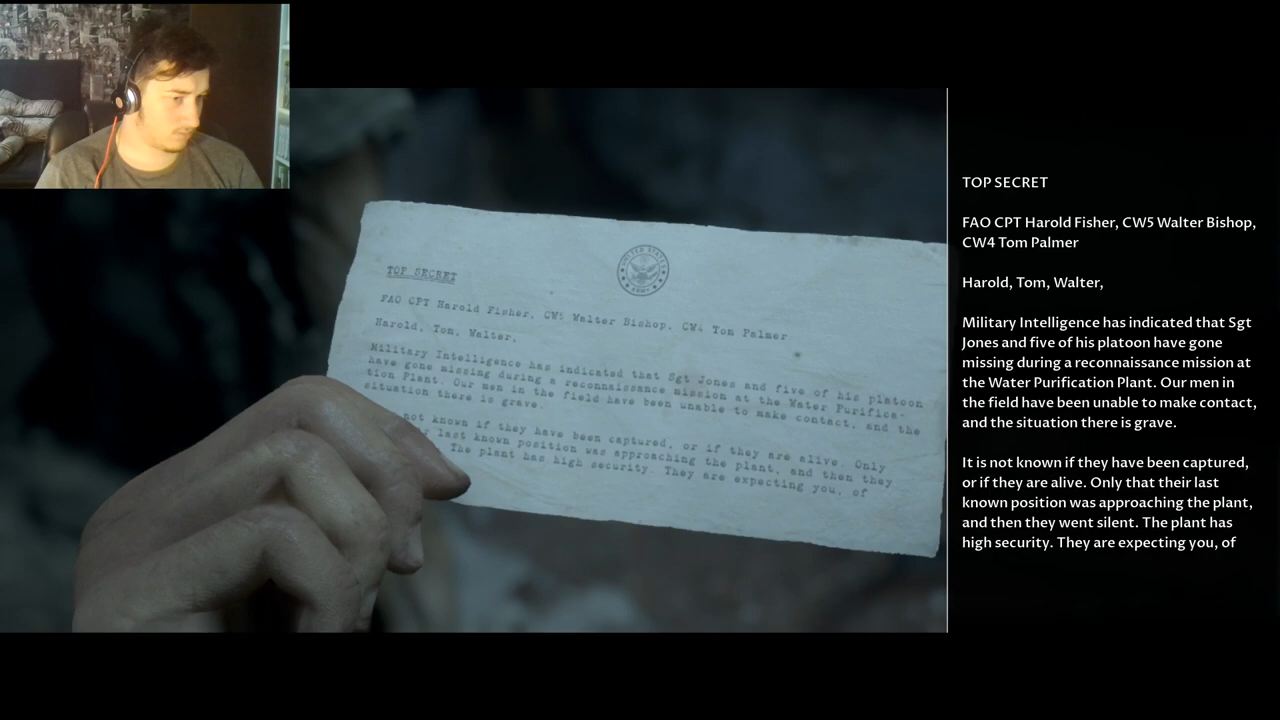 TOP SECRET
UNITED STATES
ARMY
FAO CPT Harold Fisher, CW5 Walter Bishop, CW4 Tom Palmer
Harold, Tom, Walter,
Military Intelligence has indicated that Sgt Jones and five of his platoon
have gone missing during a reconnaissance mission at the Water Purifica-
tion Plant. Our men in the field have been unable to make contact, and the
situation there is grave.
not known if they have been captured, or if they are alive. Only
last known position was approaching the plant, and then they
The plant has high security. They are expecting you, of
TOP SECRET
FAO CPT Harold Fisher, CW5 Walter Bishop,
CW4 Tom Palmer
Harold, Tom, Walter,
Military Intelligence has indicated that Sgt
Jones and five of his platoon have gone
missing during a reconnaissance mission at
the Water Purification Plant. Our men in
the field have been unable to make contact,
and the situation there is grave.
It is not known if they have been captured,
or if they are alive. Only that their last
known position was approaching the plant,
and then they went silent. The plant has
high security. They are expecting you, of